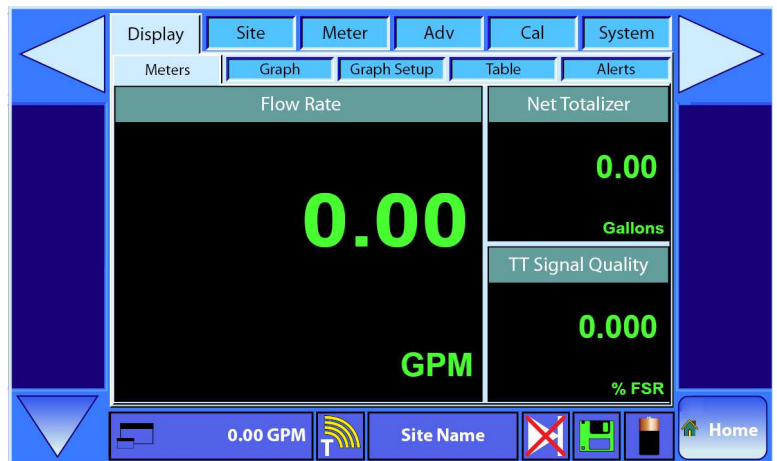 Display Site Meter Adv Cal System
Meters Graph Graph Setup Table Alerts
Flow Rate
0.00
GPM
Net Totalizer
0.00
Gallons
TT Signal Quality
0.000
% FSR
0.00 GPM T Site Name Home